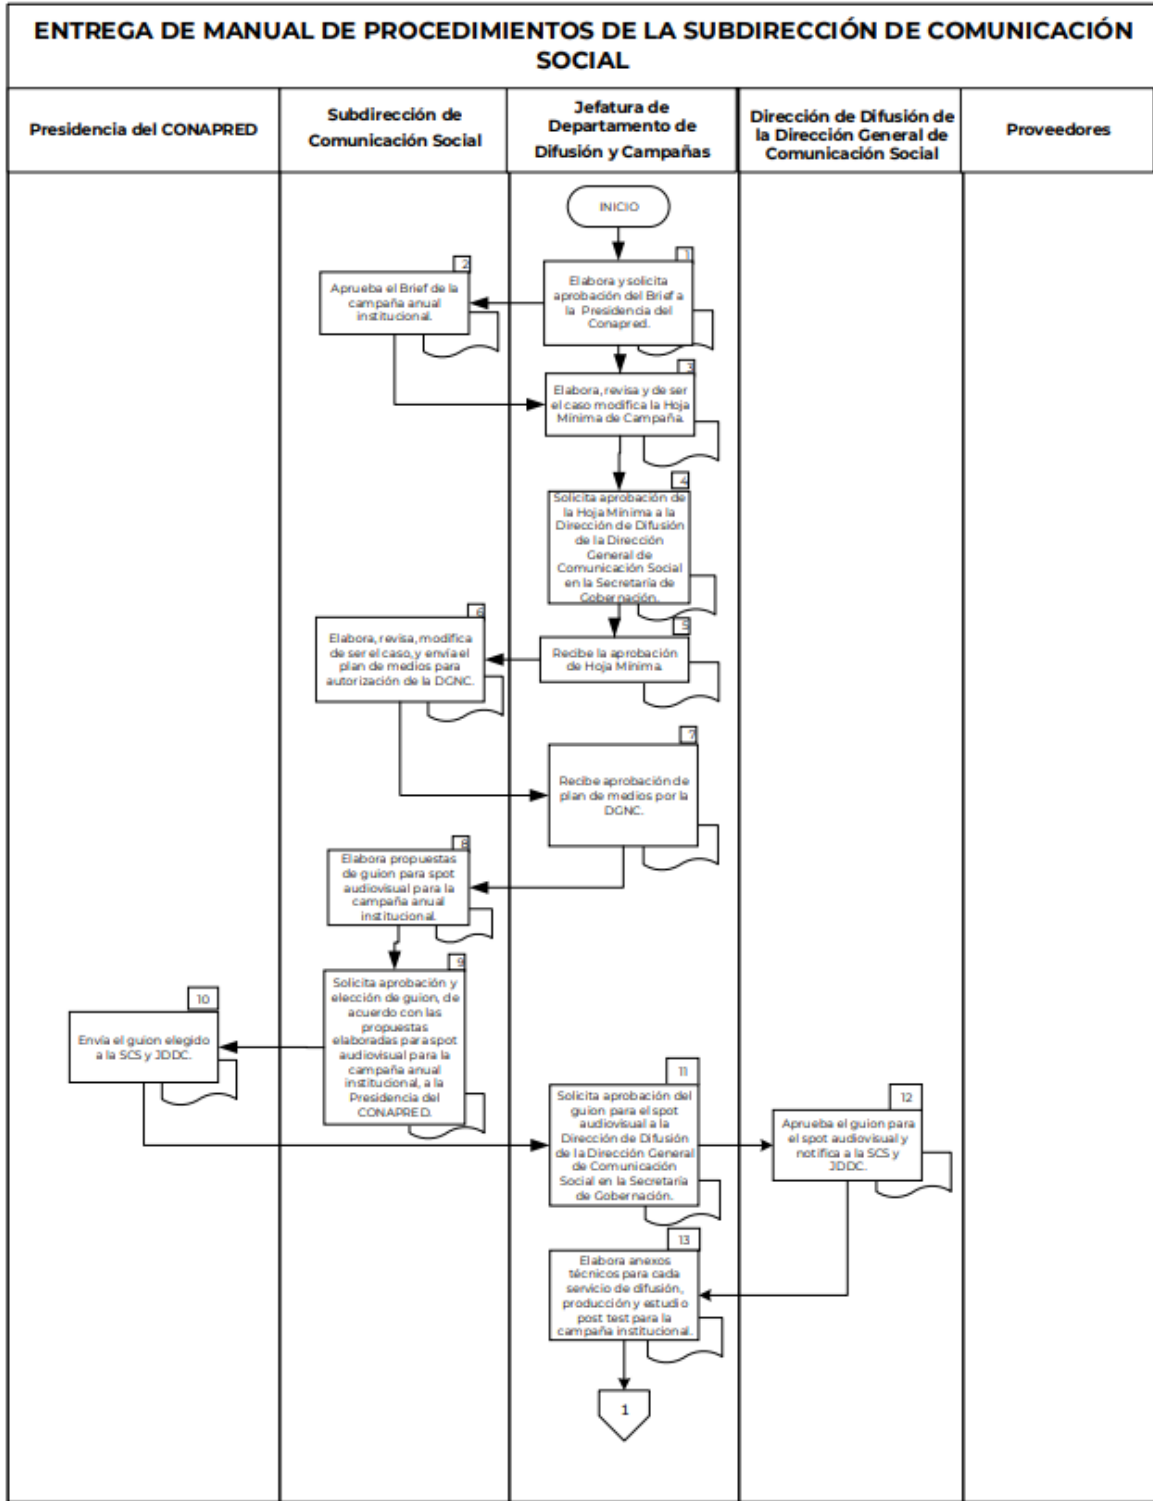 ENTREGA DE MANUAL DE PROCEDIMIENTOS DE LA SUBDIRECCIÓN DE COMUNICACIÓN
SOCIAL
Presidencia del CONAPRED
Subdirección de
Comunicación Social
Jefatura de
Departamento de
Difusión y Campañas
Dirección de Difusión de
la Dirección General de
Comunicación Social
Proveedores
INICIO
1
Elabora y solicita
aprobación del Brief a
la Presidencia del
Conapred.
2
Aprueba el Brief de la
campaña anual
institucional.
3
Elabora, revisa y de ser
el caso modifica la Hoja
Mínima de Campaña.
4
Solicita aprobación de
la Hoja Mínima a la
Dirección de Difusión
de la Dirección
General de
Comunicación Social
en la Secretaría de
Gobernación.
5
Recibe la aprobación
de Hoja Mínima.
6
Elabora, revisa, modifica
de ser el caso, y envía el
plan de medios para
autorización de la DGNC.
7
Recibe aprobación de
plan de medios por la
DGNC.
8
Elabora propuestas
de guion para spot
audiovisual para la
campaña anual
institucional.
9
Solicita aprobación y
elección de guion, de
acuerdo con las
propuestas
elaboradas para spot
audiovisual para la
campaña anual
institucional, a la
Presidencia del
CONAPRED.
10
Envía el guion elegido
a la SCS y JDDC.
11
Solicita aprobación del
guion para el spot
audiovisual a la
Dirección de Difusión
de la Dirección General
de Comunicación
Social en la Secretaría
de Gobernación.
12
Aprueba el guion para
el spot audiovisual y
notifica a la SCS y
JDDC.
13
Elabora anexos
técnicos para cada
servicio de difusión,
producción y estudio
post test para la
campaña institucional.
1